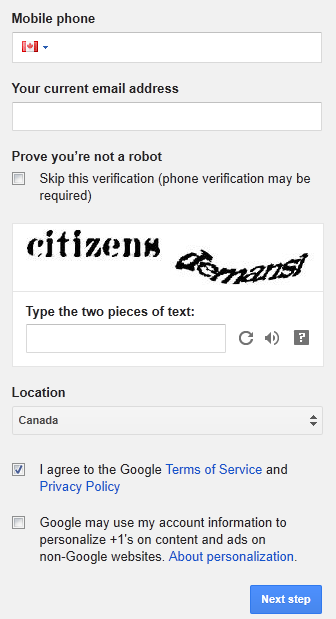 Mobile phone
Your current email address
Prove you're not a robot
Skip this verification (phone verification may be
required)
citizens
Type the two pieces of text:
?
Location
Canada
I agree to the Google Terms of Service and
Privacy Policy
Google may use my account information to
personalize +1's on content and ads on
non-Google websites. About personalization.
Next step